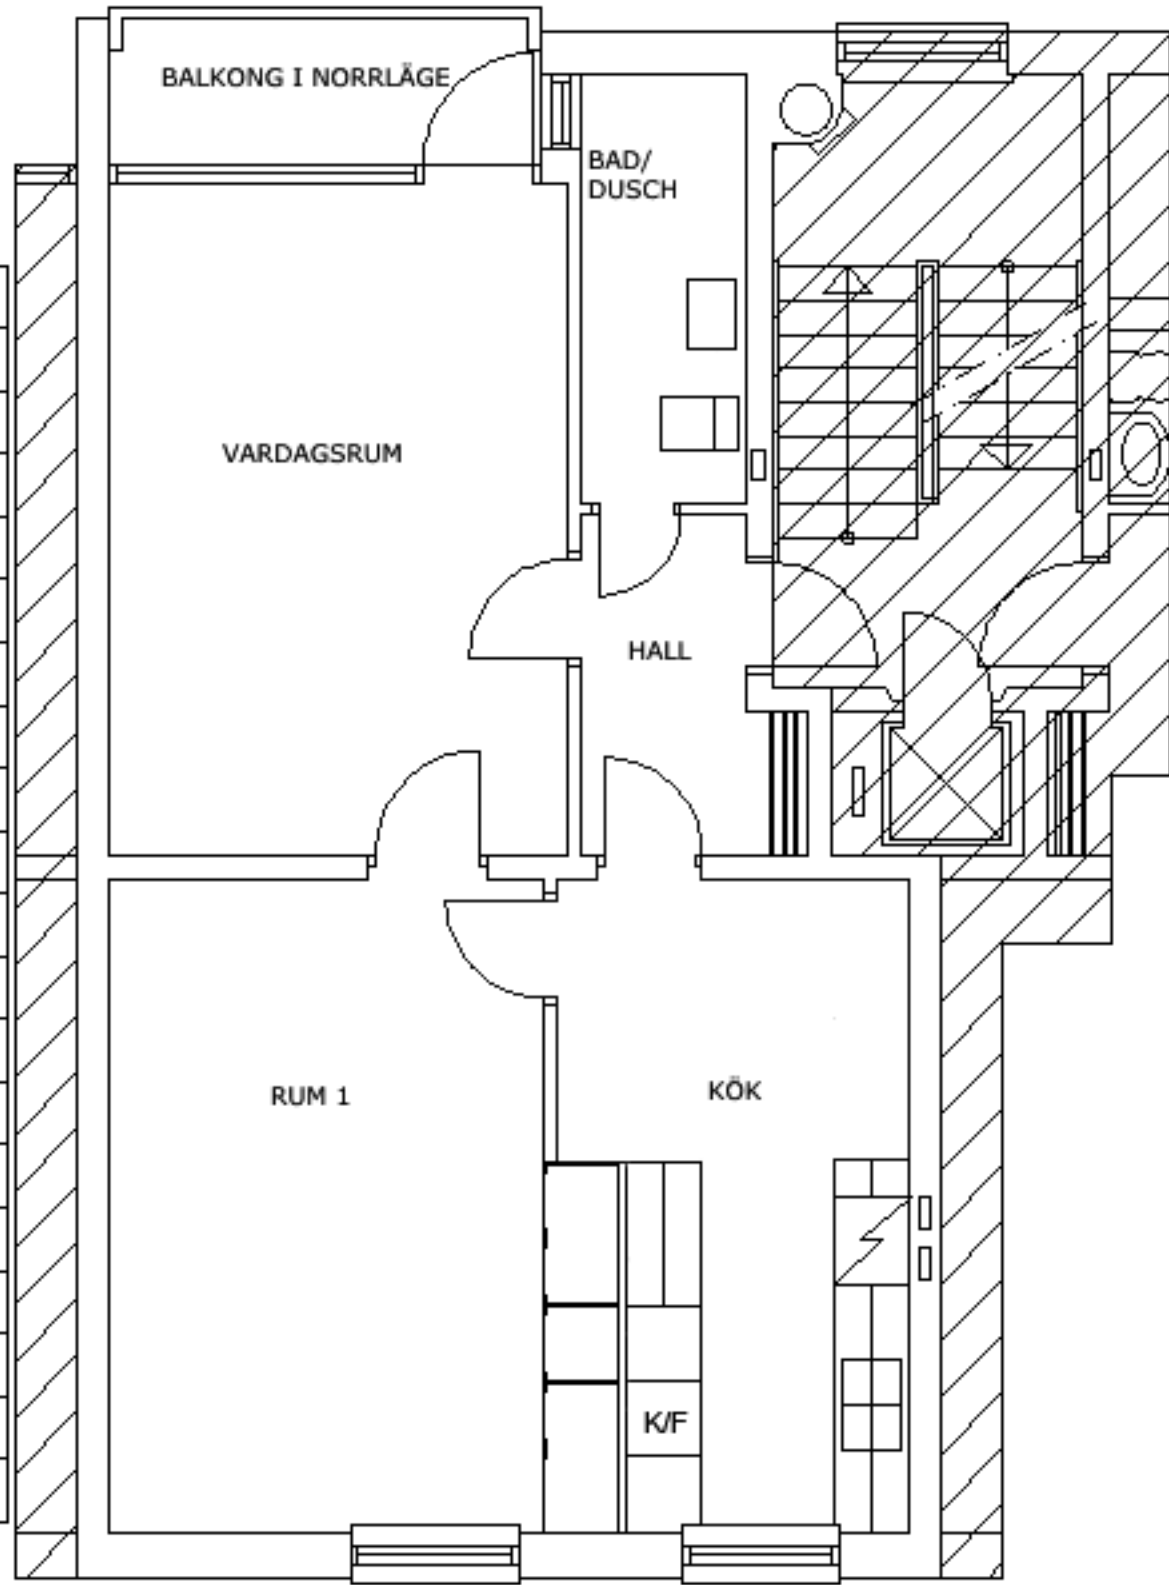 BALKONG I NORRLÄGE
BAD/
DUSCH
VARDAGSRUM
HALL
RUM 1
KÖK
K/F